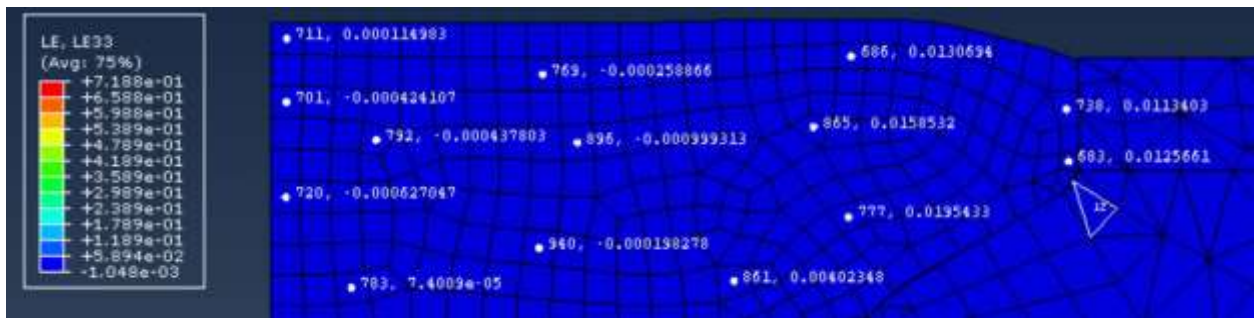 LE, LE33
(Avg: 75%)
+7.188e-01
+6.588e-01
+5.988e-01
+5.389e-01
+4.789e-01
+4.189e-01
+3.589e-01
+2.989e-01
+2.389e-01
+1.789e-01
+1.189e-01
+5.894e-02
-1.048e-03
711, 0.000114983
686, 0.0130694
769, -0.000258866
701, -0.000424107
738, 0.0113403
865, 0.0158532
792, -0.000437803
896, -0.000999313
683, 0.0125661
720, -0.000627047
777, 0.0195433
940, -0.000198278
861, 0.00402348
783, 7.4009e-05